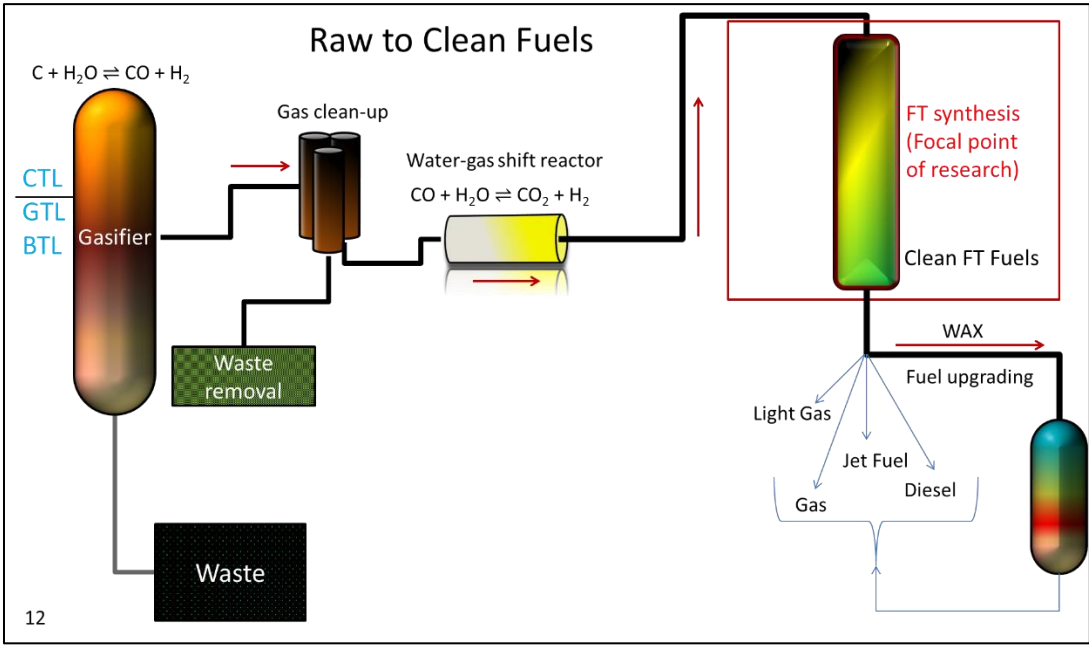 Raw to Clean Fuels
C + H₂O ⇌ CO + H₂
CTL
GTL
BTL
Gasifier
Gas clean-up
Water-gas shift reactor
CO + H₂O ⇌ CO₂ + H₂
Waste
removal
Waste
FT synthesis
(Focal point
of research)
Clean FT Fuels
WAX
Fuel upgrading
Light Gas
Jet Fuel
Gas
Diesel
12